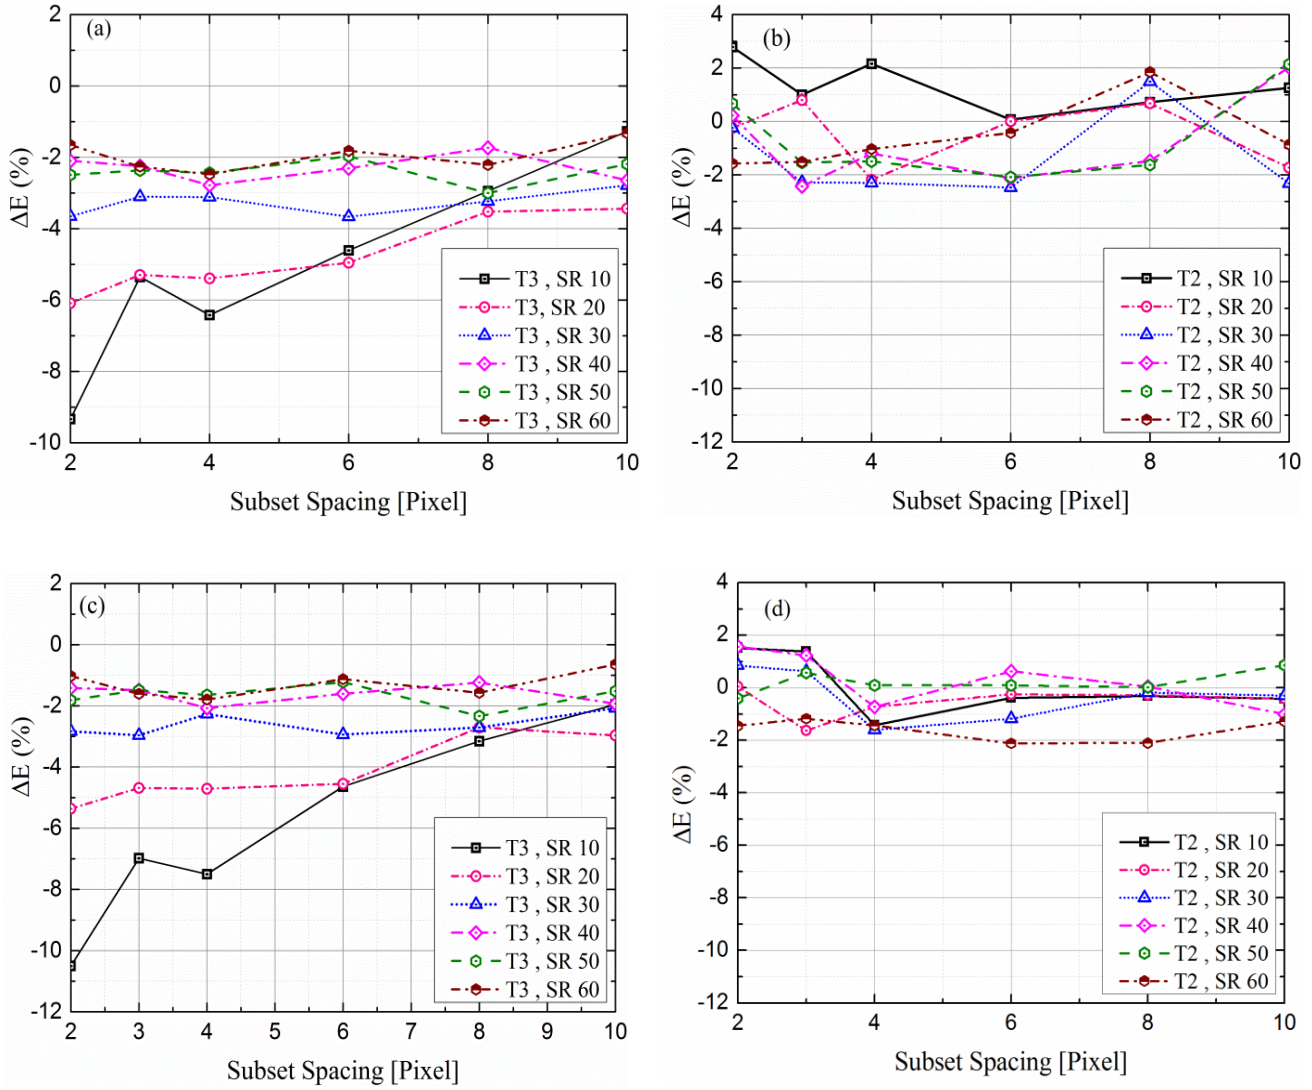 (a)
2
0
-2
-4
-6
-8
-10
ΔE (%)
2
4
6
8
10
Subset Spacing [Pixel]
T3 , SR 10
T3, SR 20
T3 , SR 30
T3 , SR 40
T3 , SR 50
T3 , SR 60
(b)
4
2
0
-2
-4
-6
-8
-10
-12
ΔE (%)
2
4
6
8
10
Subset Spacing [Pixel]
T2 , SR 10
T2 , SR 20
T2 , SR 30
T2 , SR 40
T2 , SR 50
T2 , SR 60
(c)
2
0
-2
-4
-6
-8
-10
-12
ΔE (%)
2
3
4
5
6
7
8
9
10
Subset Spacing [Pixel]
T3 , SR 10
T3 , SR 20
T3 , SR 30
T3 , SR 40
T3 , SR 50
T3 , SR 60
(d)
4
2
0
-2
-4
-6
-8
-10
-12
ΔE (%)
2
4
6
8
10
Subset Spacing [Pixel]
T2 , SR 10
T2 , SR 20
T2 , SR 30
T2 , SR 40
T2 , SR 50
T2 , SR 60